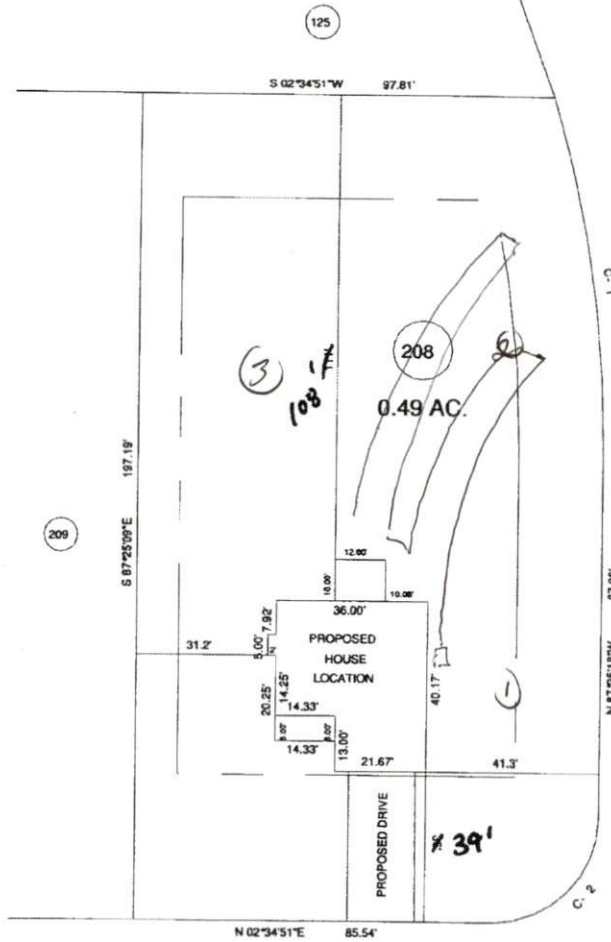 125
S 02°34'51"W 97.81'
208
3
108'
0.49 AC.
S 87°25'09"E 197.19'
209
12.00'
10.08'
36.00'
7.92'
5.00'
31.2'
PROPOSED
HOUSE
LOCATION
14.25'
20.25'
40.17'
14.33'
14.33'
13.00'
21.67'
41.3'
1
PROPOSED DRIVE
39'
C. 2
N 02°34'51"E 85.54'